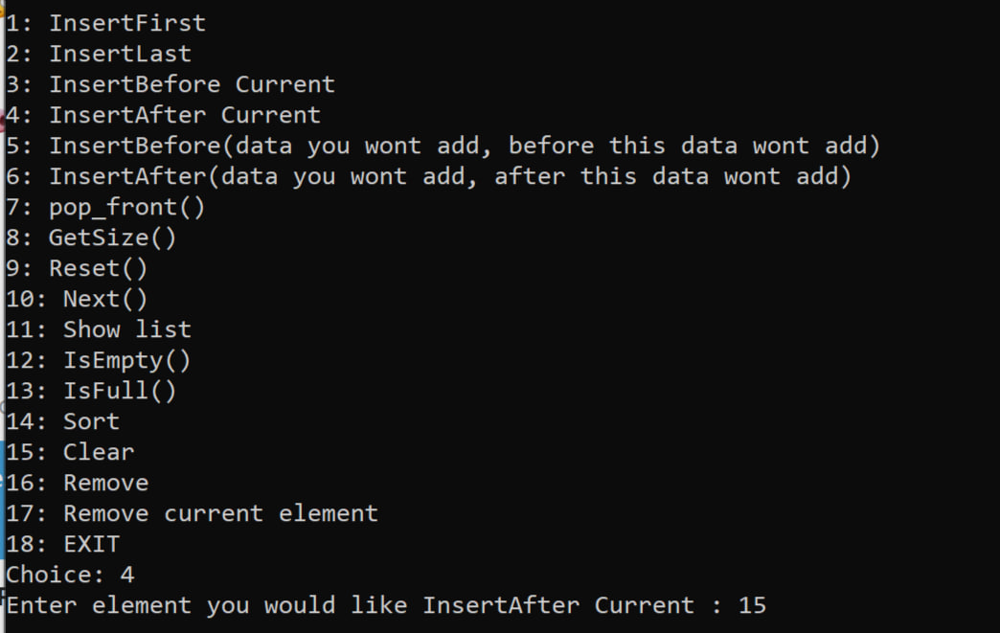 1: InsertFirst
2: InsertLast
3: InsertBefore Current
4: InsertAfter Current
5: InsertBefore(data you wont add, before this data wont add)
6: InsertAfter(data you wont add, after this data wont add)
7: pop_front()
8: GetSize()
9: Reset()
10: Next()
11: Show list
12: IsEmpty()
13: IsFull()
14: Sort
15: Clear
16: Remove
17: Remove current element
18: EXIT
Choice: 4
Enter element you would like InsertAfter Current : 15